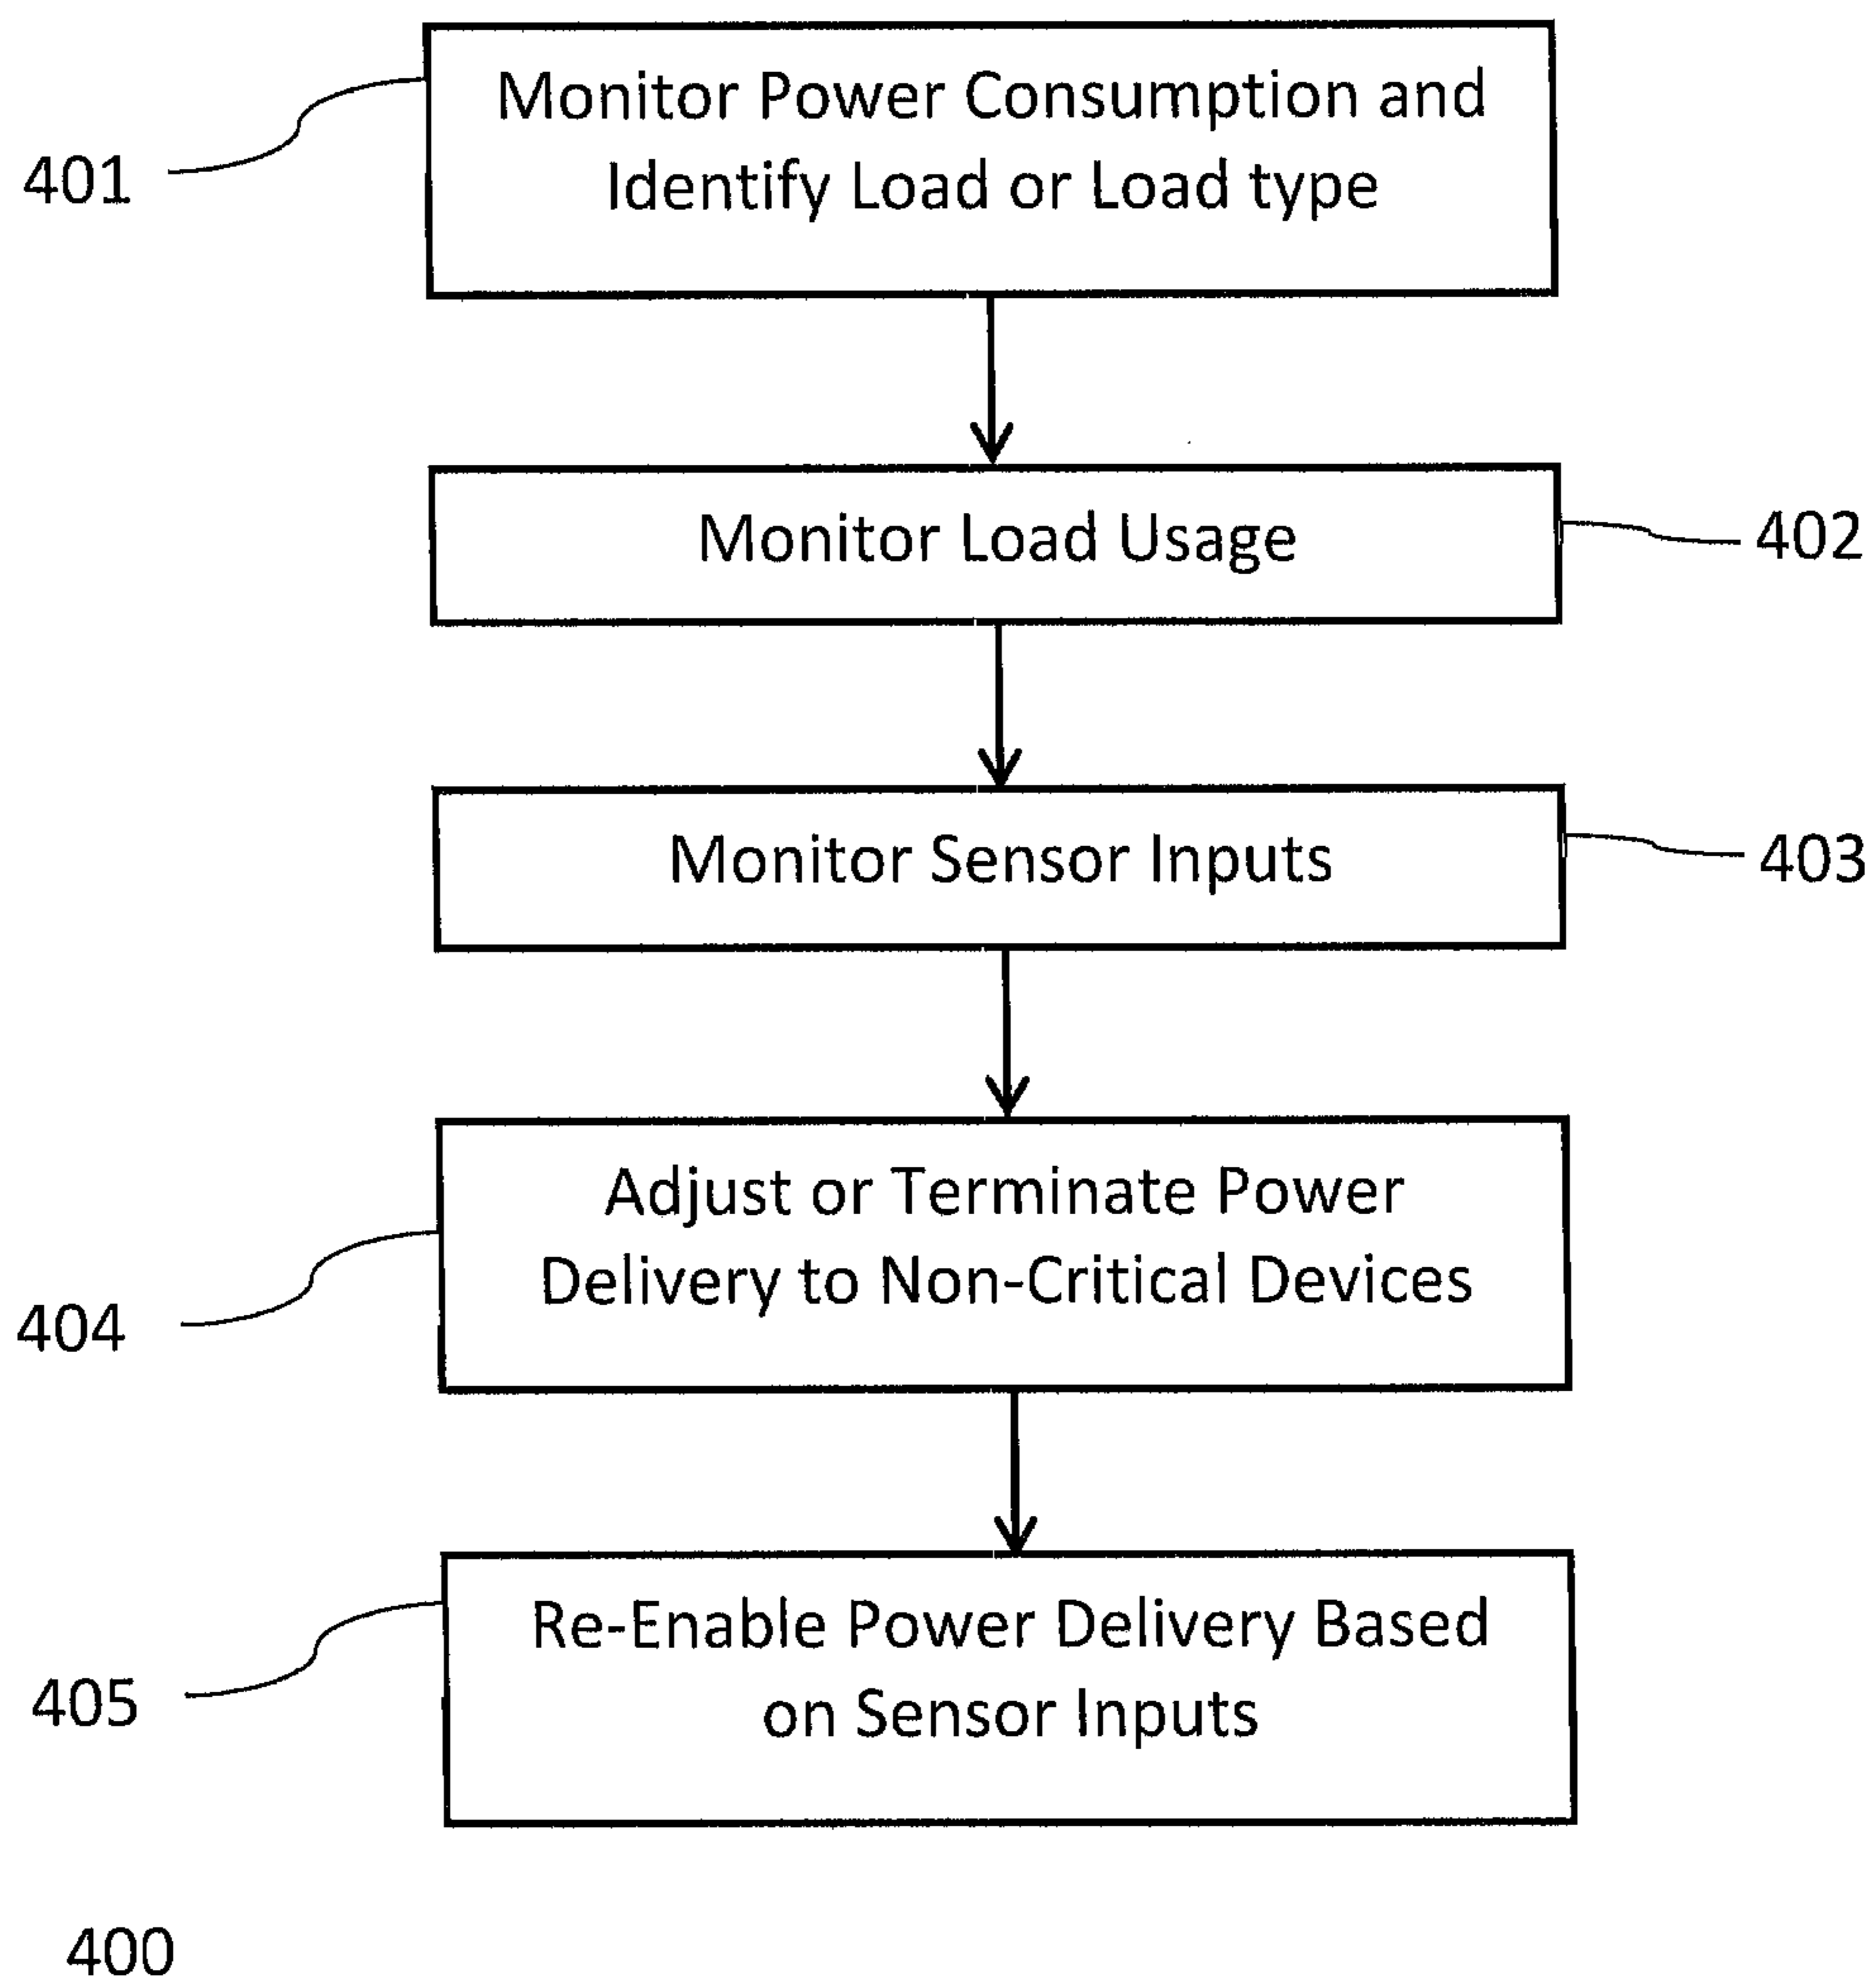 Monitor Power Consumption and
Identify Load or Load type
401
Monitor Load Usage
402
Monitor Sensor Inputs
403
Adjust or Terminate Power
Delivery to Non-Critical Devices
404
Re-Enable Power Delivery Based
on Sensor Inputs
405
400